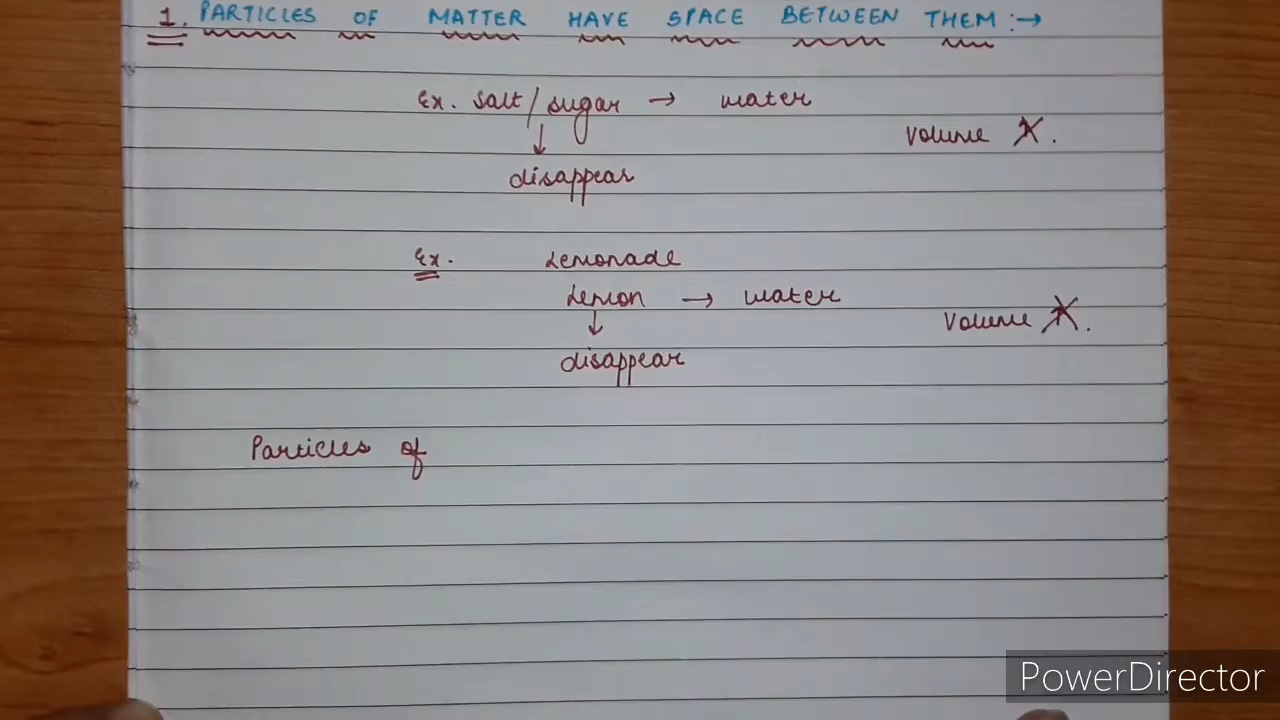 1. PARTICLES OF MATTER HAVE SPACE BETWEEN THEM :→
Ex. salt/sugar → water
↓
disappear
volume ↑ X.
Ex. Lemonade
Lemon → water
↓
disappear
volume ↑ X.
Particles of
PowerDirector